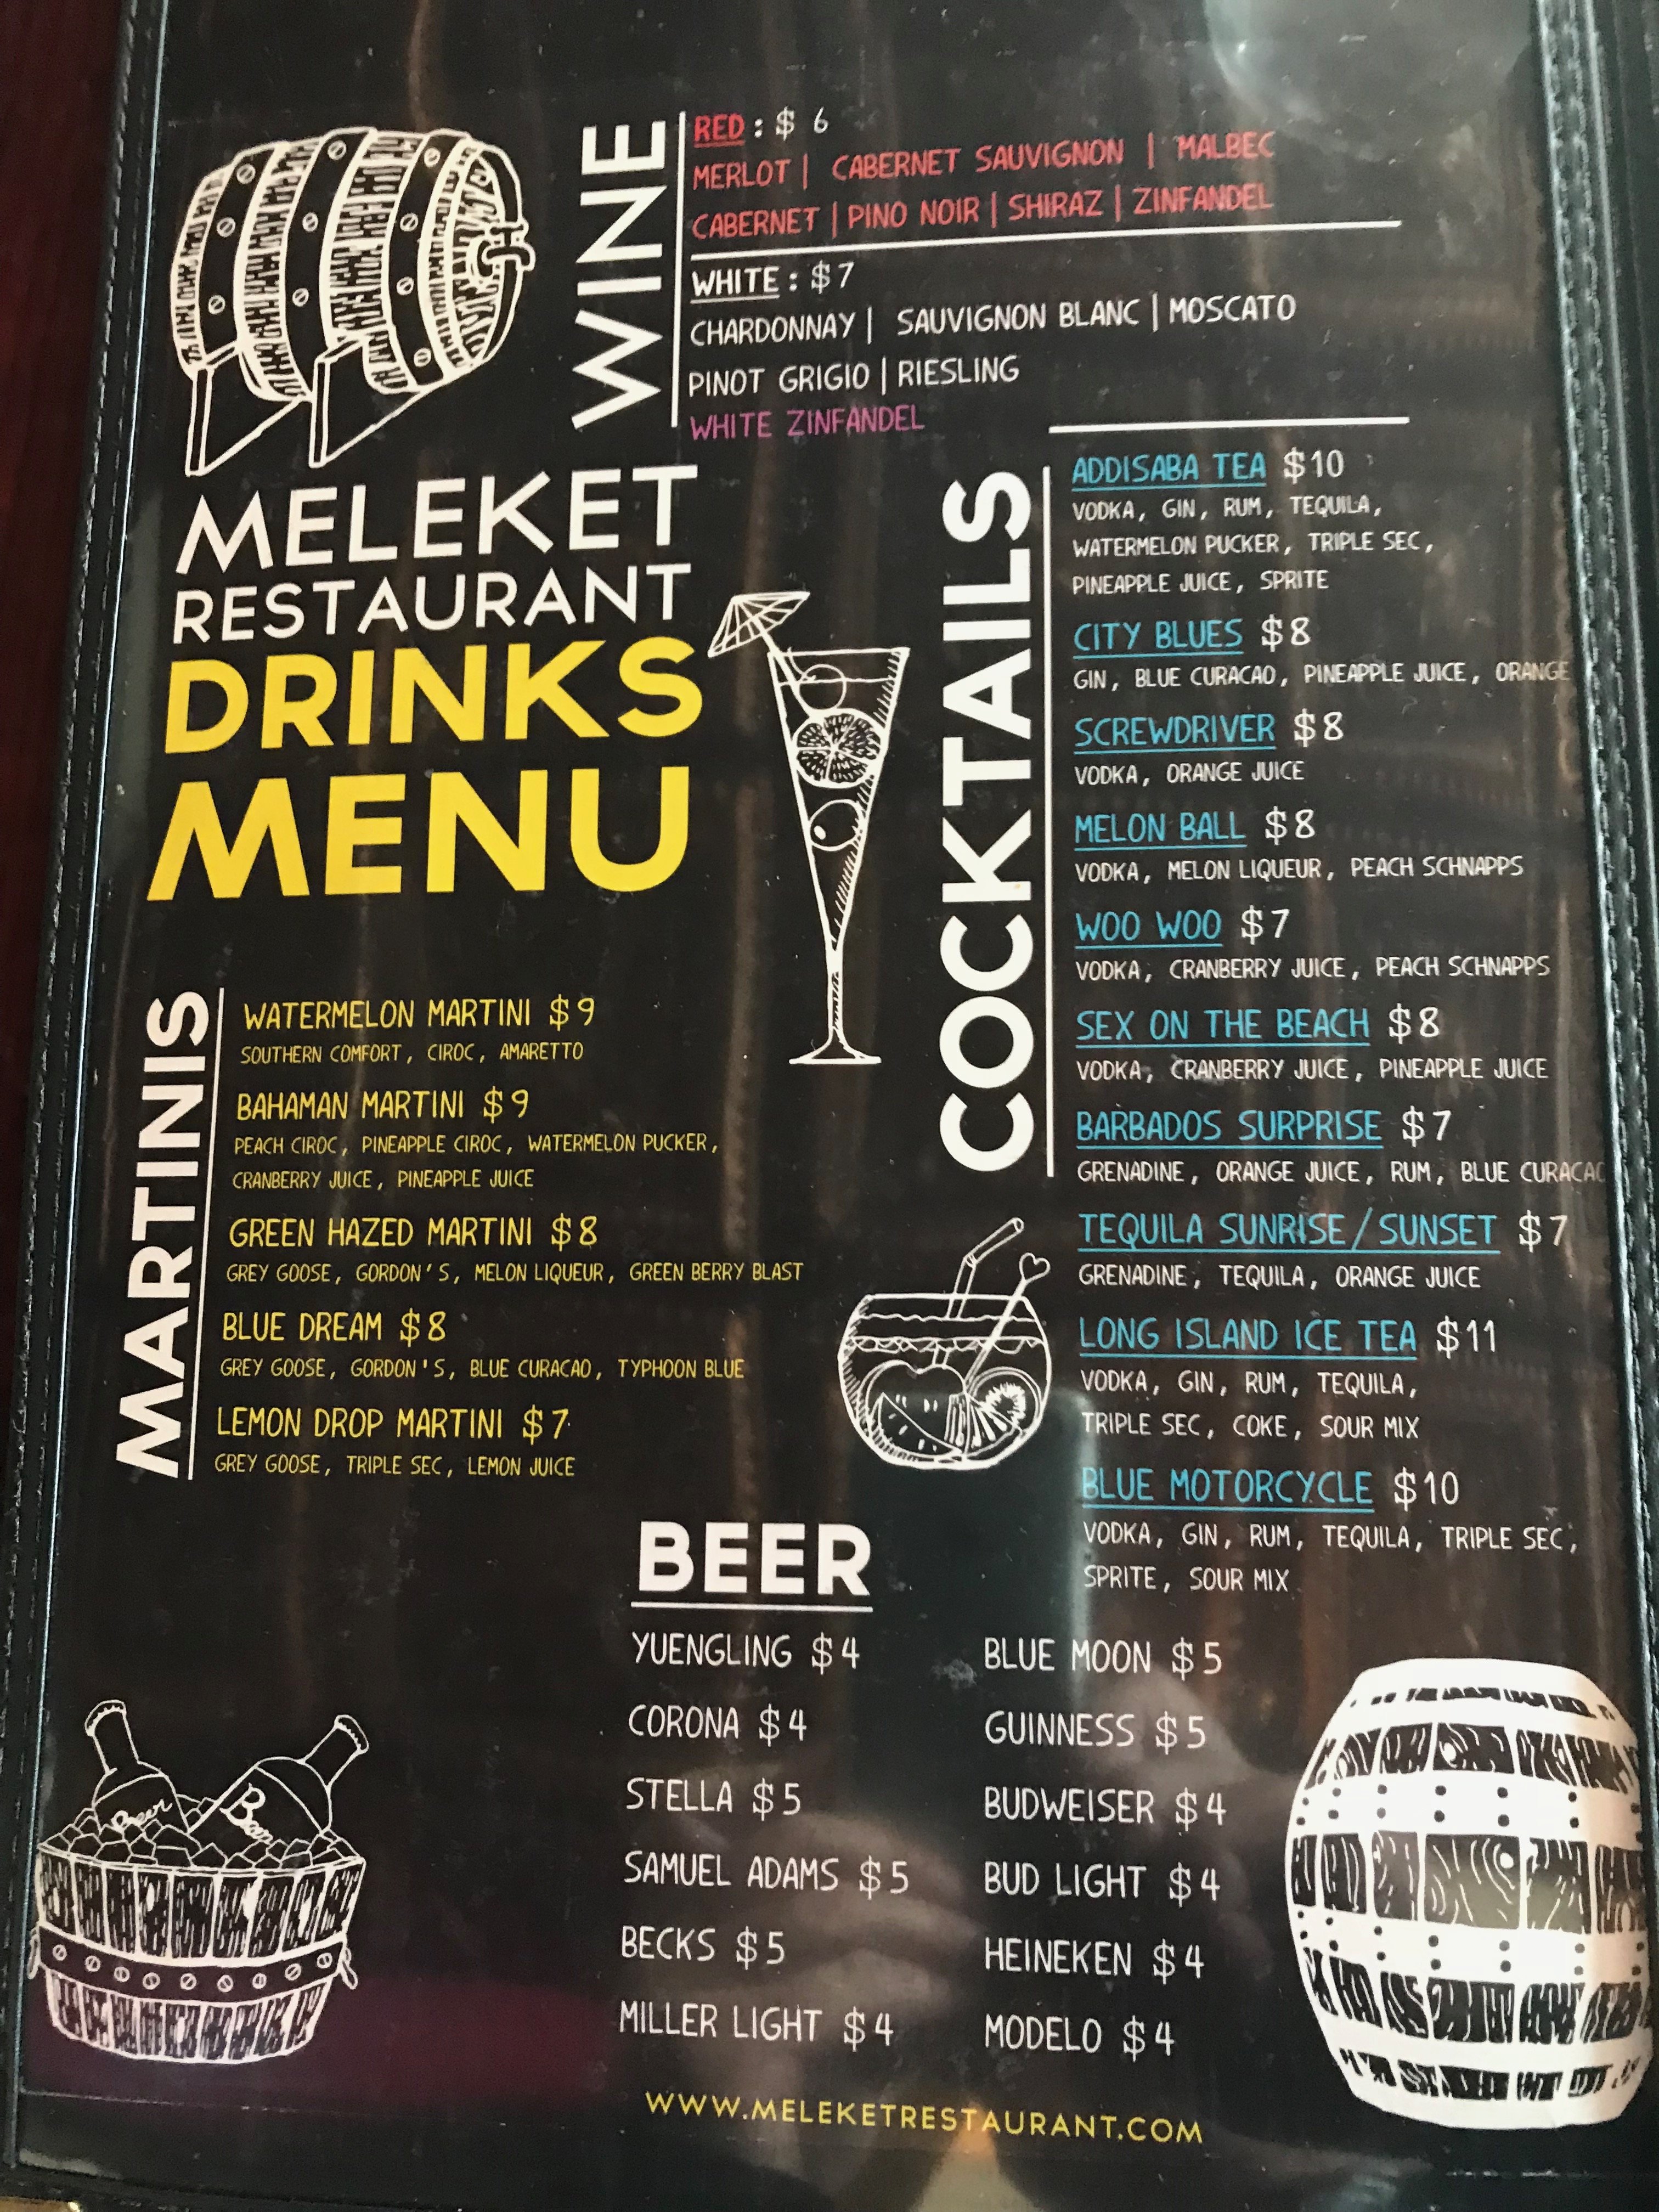 WINE
RED : $ 6
MERLOT | CABERNET SAUVIGNON | MALBEC
CABERNET | PINO NOIR | SHIRAZ | ZINFANDEL
WHITE : $7
CHARDONNAY | SAUVIGNON BLANC | MOSCATO
PINOT GRIGIO | RIESLING
WHITE ZINFANDEL
MELEKET
RESTAURANT
DRINKS
MENU
COCKTAILS
ADDISABA TEA $10
VODKA, GIN, RUM, TEQUILA,
WATERMELON PUCKER, TRIPLE SEC,
PINEAPPLE JUICE, SPRITE
CITY BLUES $8
GIN, BLUE CURACAO, PINEAPPLE JUICE, ORANGE
SCREWDRIVER $8
VODKA, ORANGE JUICE
MELON BALL $8
VODKA, MELON LIQUEUR, PEACH SCHNAPPS
WOO WOO $7
VODKA, CRANBERRY JUICE, PEACH SCHNAPPS
SEX ON THE BEACH $8
VODKA, CRANBERRY JUICE, PINEAPPLE JUICE
BARBADOS SURPRISE $7
GRENADINE, ORANGE JUICE, RUM, BLUE CURACAO
TEQUILA SUNRISE/SUNSET $7
GRENADINE, TEQUILA, ORANGE JUICE
LONG ISLAND ICE TEA $11
VODKA, GIN, RUM, TEQUILA,
TRIPLE SEC, COKE, SOUR MIX
BLUE MOTORCYCLE $10
VODKA, GIN, RUM, TEQUILA, TRIPLE SEC,
SPRITE, SOUR MIX
MARTINIS
WATERMELON MARTINI $9
SOUTHERN COMFORT, CIROC, AMARETTO
BAHAMAN MARTINI $9
PEACH CIROC, PINEAPPLE CIROC, WATERMELON PUCKER,
CRANBERRY JUICE, PINEAPPLE JUICE
GREEN HAZED MARTINI $8
GREY GOOSE, GORDON'S, MELON LIQUEUR, GREEN BERRY BLAST
BLUE DREAM $8
GREY GOOSE, GORDON'S, BLUE CURACAO, TYPHOON BLUE
LEMON DROP MARTINI $7
GREY GOOSE, TRIPLE SEC, LEMON JUICE
BEER
YUENGLING $4
CORONA $4
STELLA $5
SAMUEL ADAMS $5
BECKS $5
MILLER LIGHT $4
BLUE MOON $5
GUINNESS $5
BUDWEISER $4
BUD LIGHT $4
HEINEKEN $4
MODELO $4
Beer
Beer
WWW.MELEKETRESTAURANT.COM